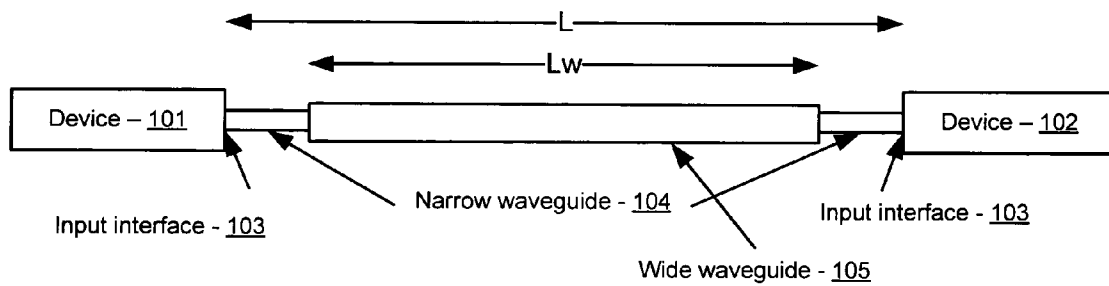 L
Lw
Device – 101
Device – 102
Narrow waveguide - 104
Input interface - 103
Input interface - 103
Wide waveguide - 105